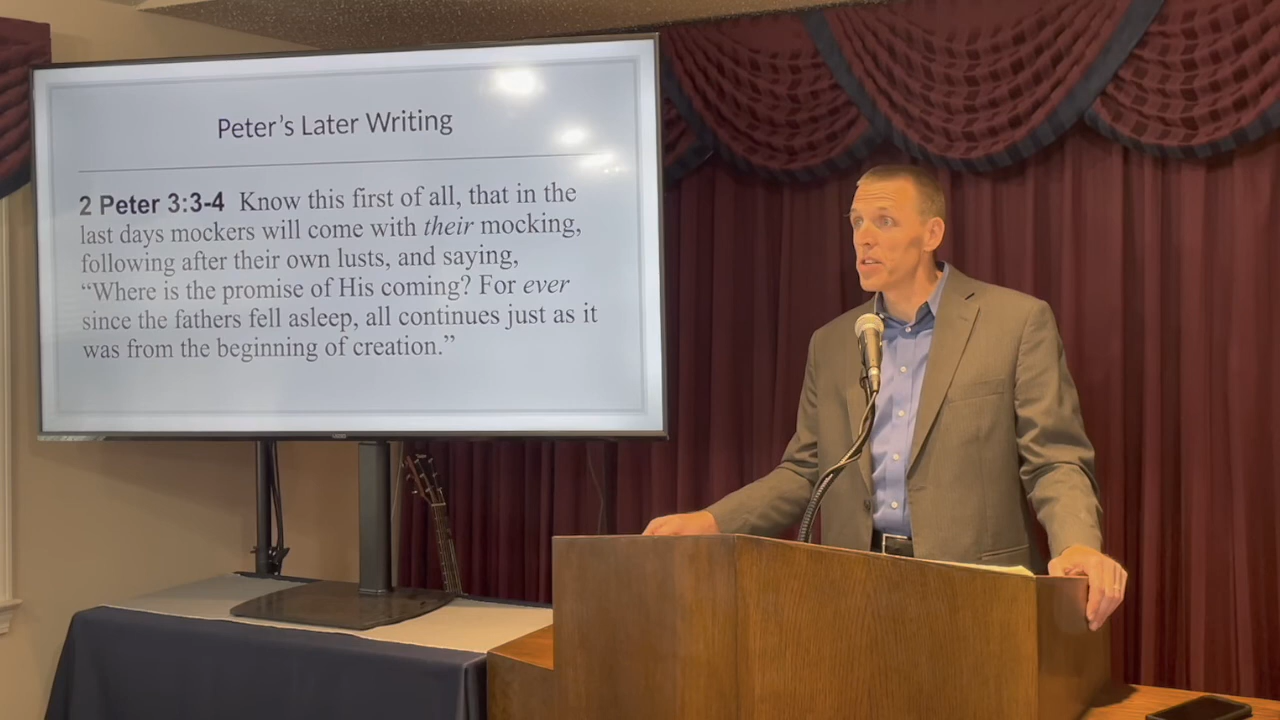 Peter's Later Writing
2 Peter 3:3-4 Know this first of all, that in the
last days mockers will come with their mocking,
following after their own lusts, and saying,
“Where is the promise of His coming? For ever
since the fathers fell asleep, all continues just as it
was from the beginning of creation.”